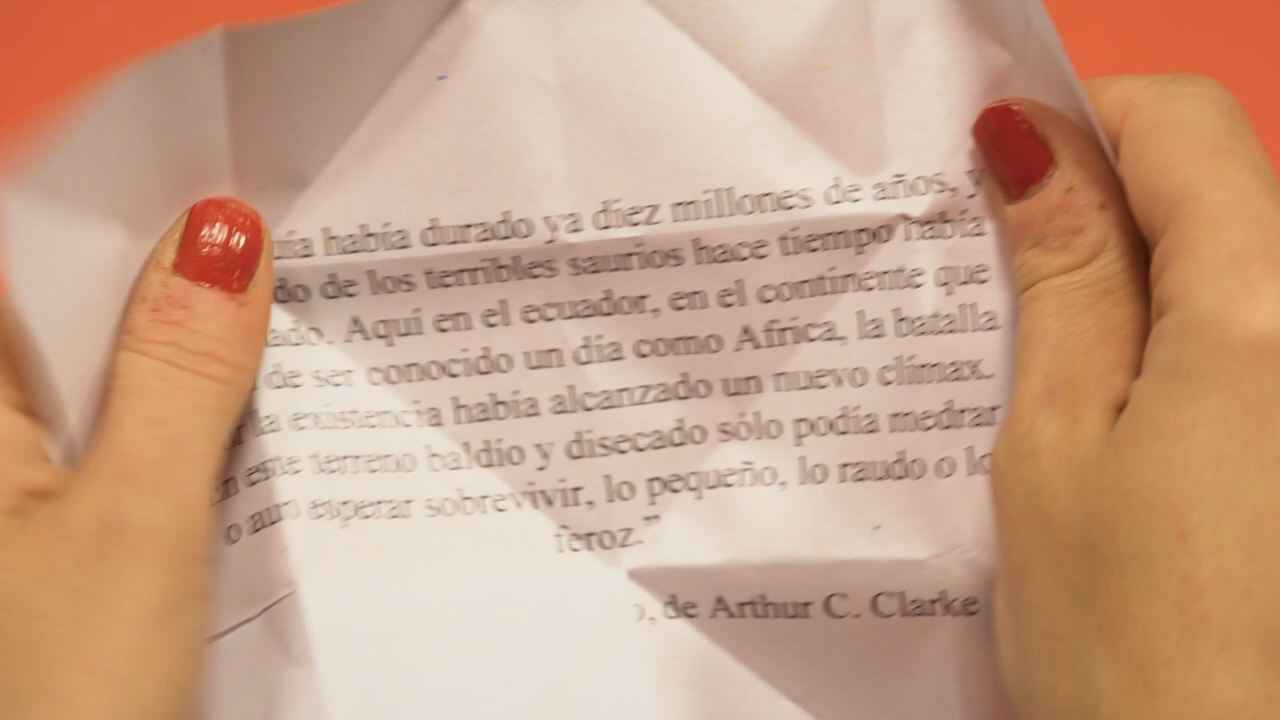 había durado ya diez millones de años, y
de los terribles saurios hace tiempo había
Aquí en el ecuador, en el continente que
de ser conocido un día como Africa, la batalla
la existencia había alcanzado un nuevo clímax.
este terreno baldío y disecado sólo podía medrar
o aun esperar sobrevivir, lo pequeño, lo raudo o lo
feroz.”
de Arthur C. Clarke